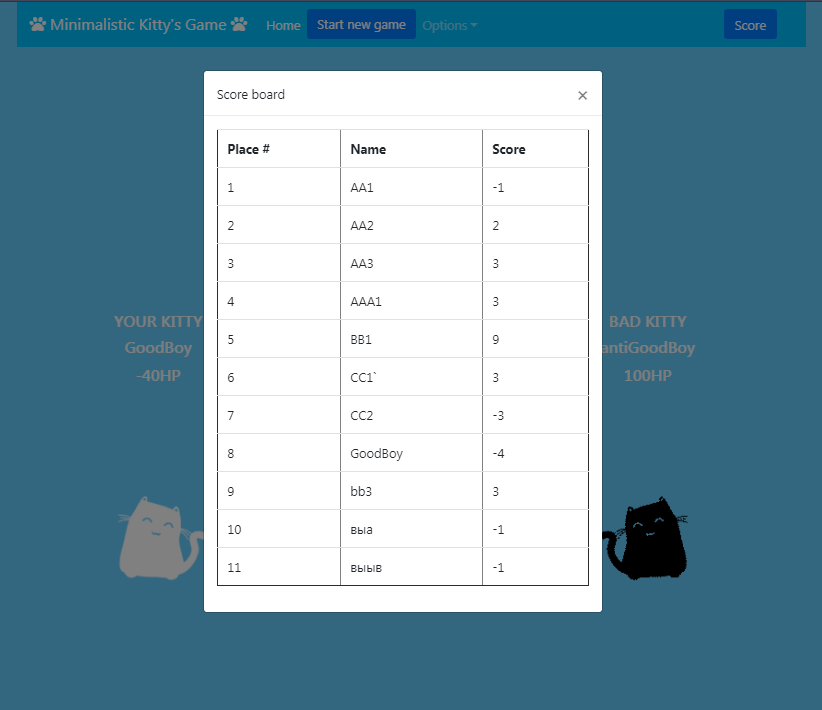 Minimalistic Kitty's Game Home Start new game Options Score
Score board ×
Place # Name Score
1 AA1 -1
2 AA2 2
3 AA3 3
4 AAA1 3
5 BB1 9
6 CC1` 3
7 CC2 -3
8 GoodBoy -4
9 bb3 3
10 выа -1
11 выыв -1
YOUR KITTY
GoodBoy
-40HP
BAD KITTY
antiGoodBoy
100HP